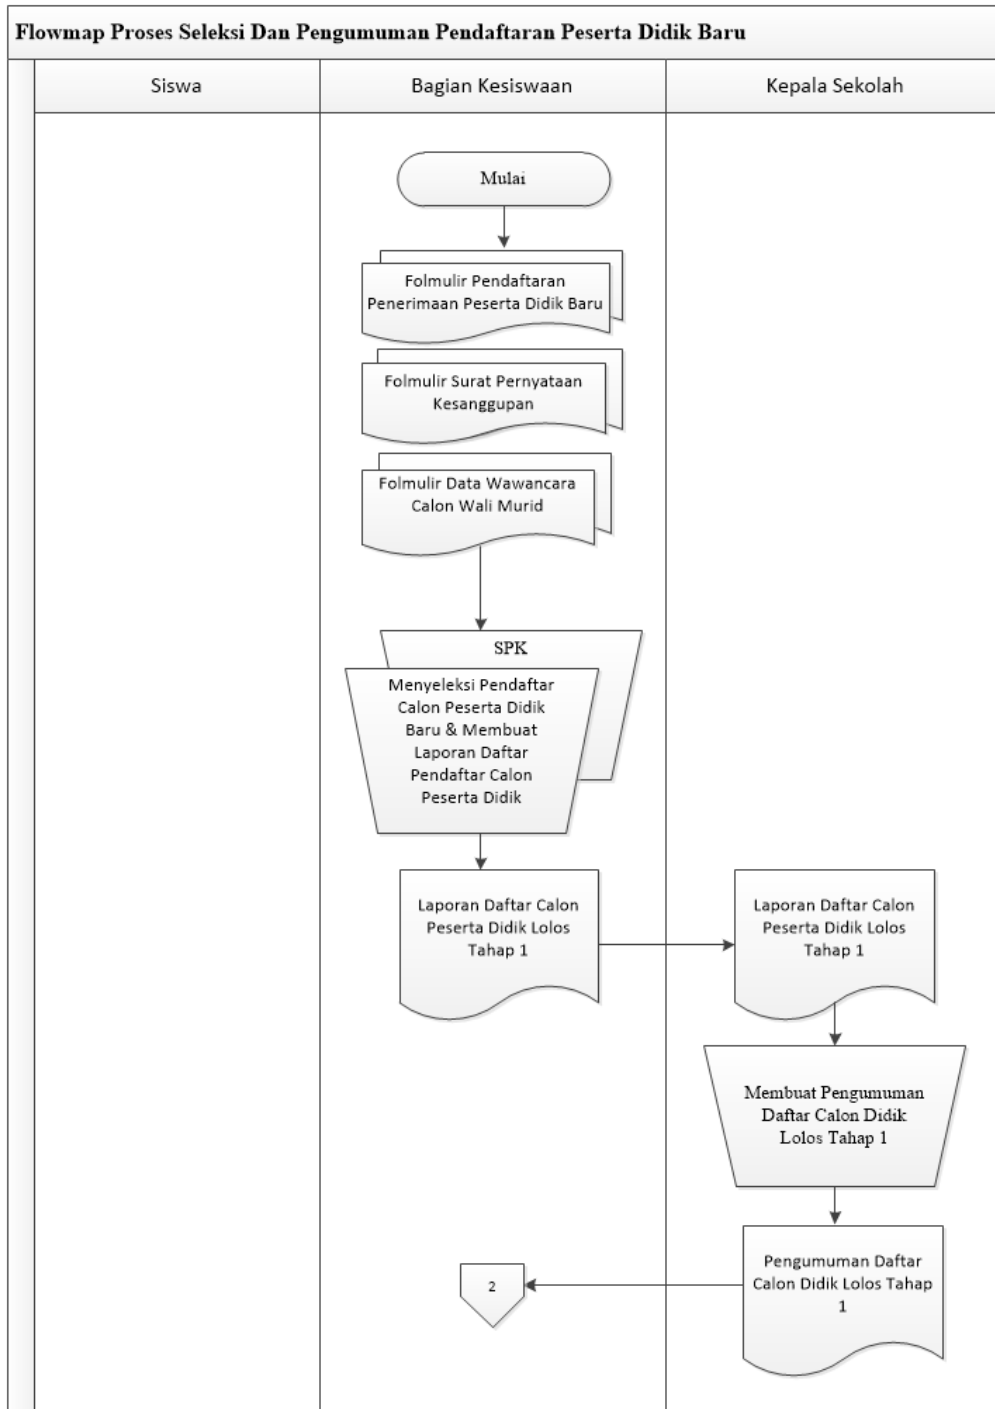 Flowmap Proses Seleksi Dan Pengumuman Pendaftaran Peserta Didik Baru
Siswa
Bagian Kesiswaan
Kepala Sekolah
Mulai
Folmulir Pendaftaran
Penerimaan Peserta Didik Baru
Folmulir Surat Pernyataan
Kesanggupan
Folmulir Data Wawancara
Calon Wali Murid
SPK
Menyeleksi Pendaftar
Calon Peserta Didik
Baru & Membuat
Laporan Daftar
Pendaftar Calon
Peserta Didik
Laporan Daftar Calon
Peserta Didik Lolos
Tahap 1
Laporan Daftar Calon
Peserta Didik Lolos
Tahap 1
Membuat Pengumuman
Daftar Calon Didik
Lolos Tahap 1
Pengumuman Daftar
Calon Didik Lolos Tahap
1
2